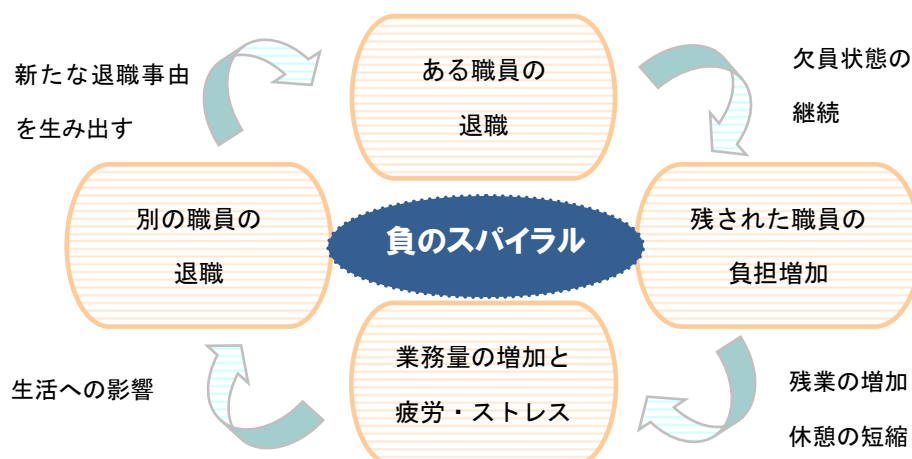 ある職員の
退職
欠員状態の
継続
残された職員の
負担増加
残業の増加
休憩の短縮
業務量の増加と
疲労・ストレス
生活への影響
別の職員の
退職
新たな退職事由
を生み出す
負のスパイラル